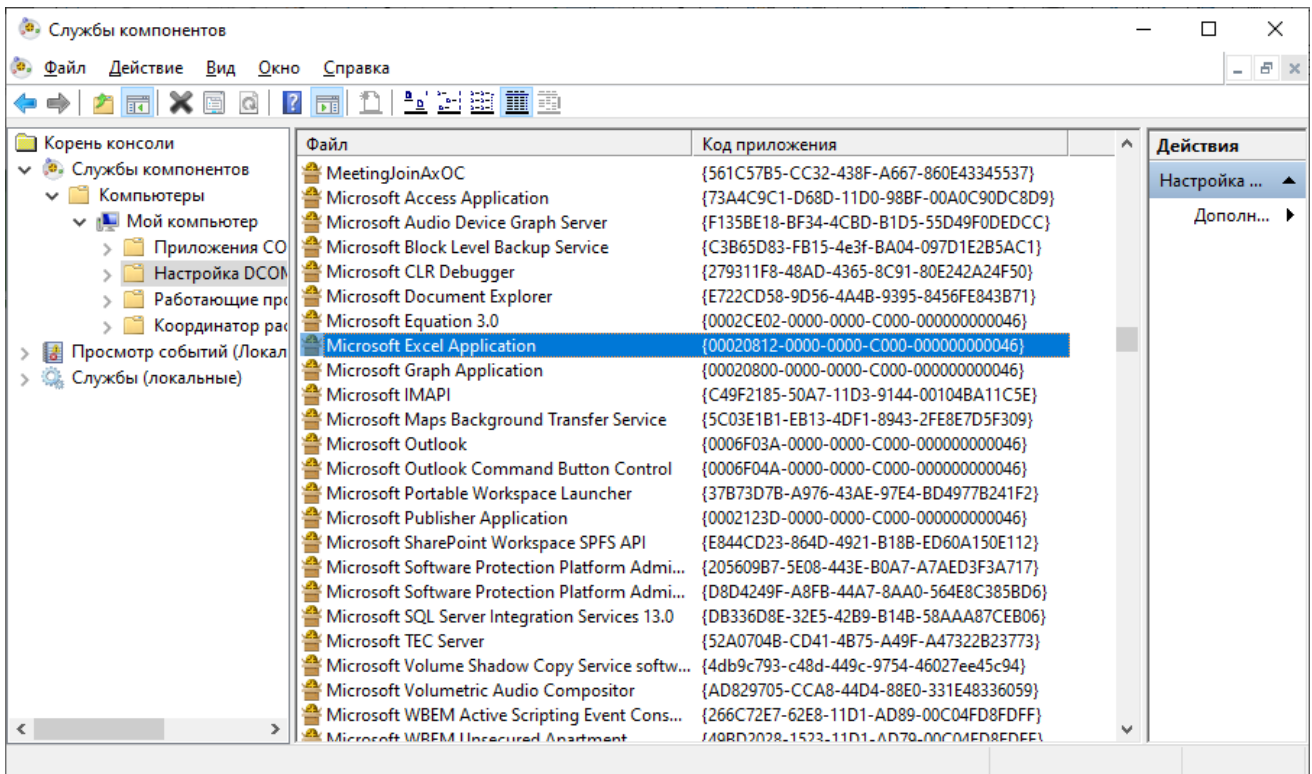 Службы компонентов
Файл Действие Вид Окно Справка
Корень консоли
Службы компонентов
Компьютеры
Мой компьютер
Приложения CO
Настройка DCOM
Работающие про
Координатор рас
Просмотр событий (Локал
Службы (локальные)
Файл Код приложения
MeetingJoinAxOC {561C57B5-CC32-438F-A667-860E43345537}
Microsoft Access Application {73A4C9C1-D68D-11D0-98BF-00A0C90DC8D9}
Microsoft Audio Device Graph Server {F135BE18-BF34-4CBD-B1D5-55D49F0DEDCC}
Microsoft Block Level Backup Service {C3B65D83-FB15-4e3f-BA04-097D1E2B5AC1}
Microsoft CLR Debugger {279311F8-48AD-4365-8C91-80E242A24F50}
Microsoft Document Explorer {E722CD58-9D56-4A4B-9395-8456FE843B71}
Microsoft Equation 3.0 {0002CE02-0000-0000-C000-000000000046}
Microsoft Excel Application {00020812-0000-0000-C000-000000000046}
Microsoft Graph Application {00020800-0000-0000-C000-000000000046}
Microsoft IMAPI {C49F2185-50A7-11D3-9144-00104BA11C5E}
Microsoft Maps Background Transfer Service {5C03E1B1-EB13-4DF1-8943-2FE8E7D5F309}
Microsoft Outlook {0006F03A-0000-0000-C000-000000000046}
Microsoft Outlook Command Button Control {0006F04A-0000-0000-C000-000000000046}
Microsoft Portable Workspace Launcher {37B73D7B-A976-43AE-97E4-BD4977B241F2}
Microsoft Publisher Application {0002123D-0000-0000-C000-000000000046}
Microsoft SharePoint Workspace SPFS API {E844CD23-864D-4921-B18B-ED60A150E112}
Microsoft Software Protection Platform Admi... {205609B7-5E08-443E-B0A7-A7AED3F3A717}
Microsoft Software Protection Platform Admi... {D8D4249F-A8FB-44A7-8AA0-564E8C385BD6}
Microsoft SQL Server Integration Services 13.0 {DB336D8E-32E5-42B9-B14B-58AAA87CEB06}
Microsoft TEC Server {52A0704B-CD41-4B75-A49F-A47322B23773}
Microsoft Volume Shadow Copy Service softw... {4db9c793-c48d-449c-9754-46027ee45c94}
Microsoft Volumetric Audio Compositor {AD829705-CCA8-44D4-88E0-331E48336059}
Microsoft WBEM Active Scripting Event Cons... {266C72E7-62E8-11D1-AD89-00C04FD8FDFF}
Microsoft WBEM Unsecured Apartment {49BD2028-1523-11D1-AD79-00C04FD8FDFF}
Действия
Настройка ...
Дополн...